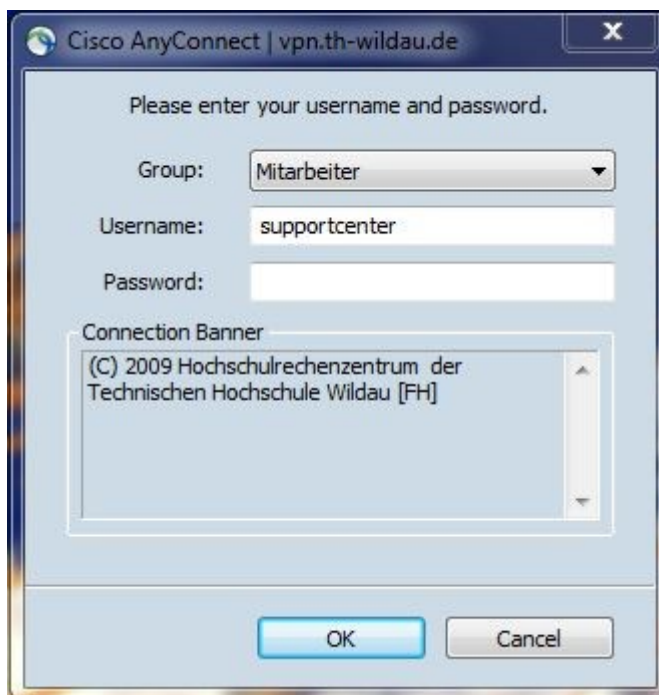 Cisco AnyConnect | vpn.th-wildau.de
Please enter your username and password.
Group: Mitarbeiter
Username: supportcenter
Password:
Connection Banner
(C) 2009 Hochschulrechenzentrum der
Technischen Hochschule Wildau [FH]
OK Cancel